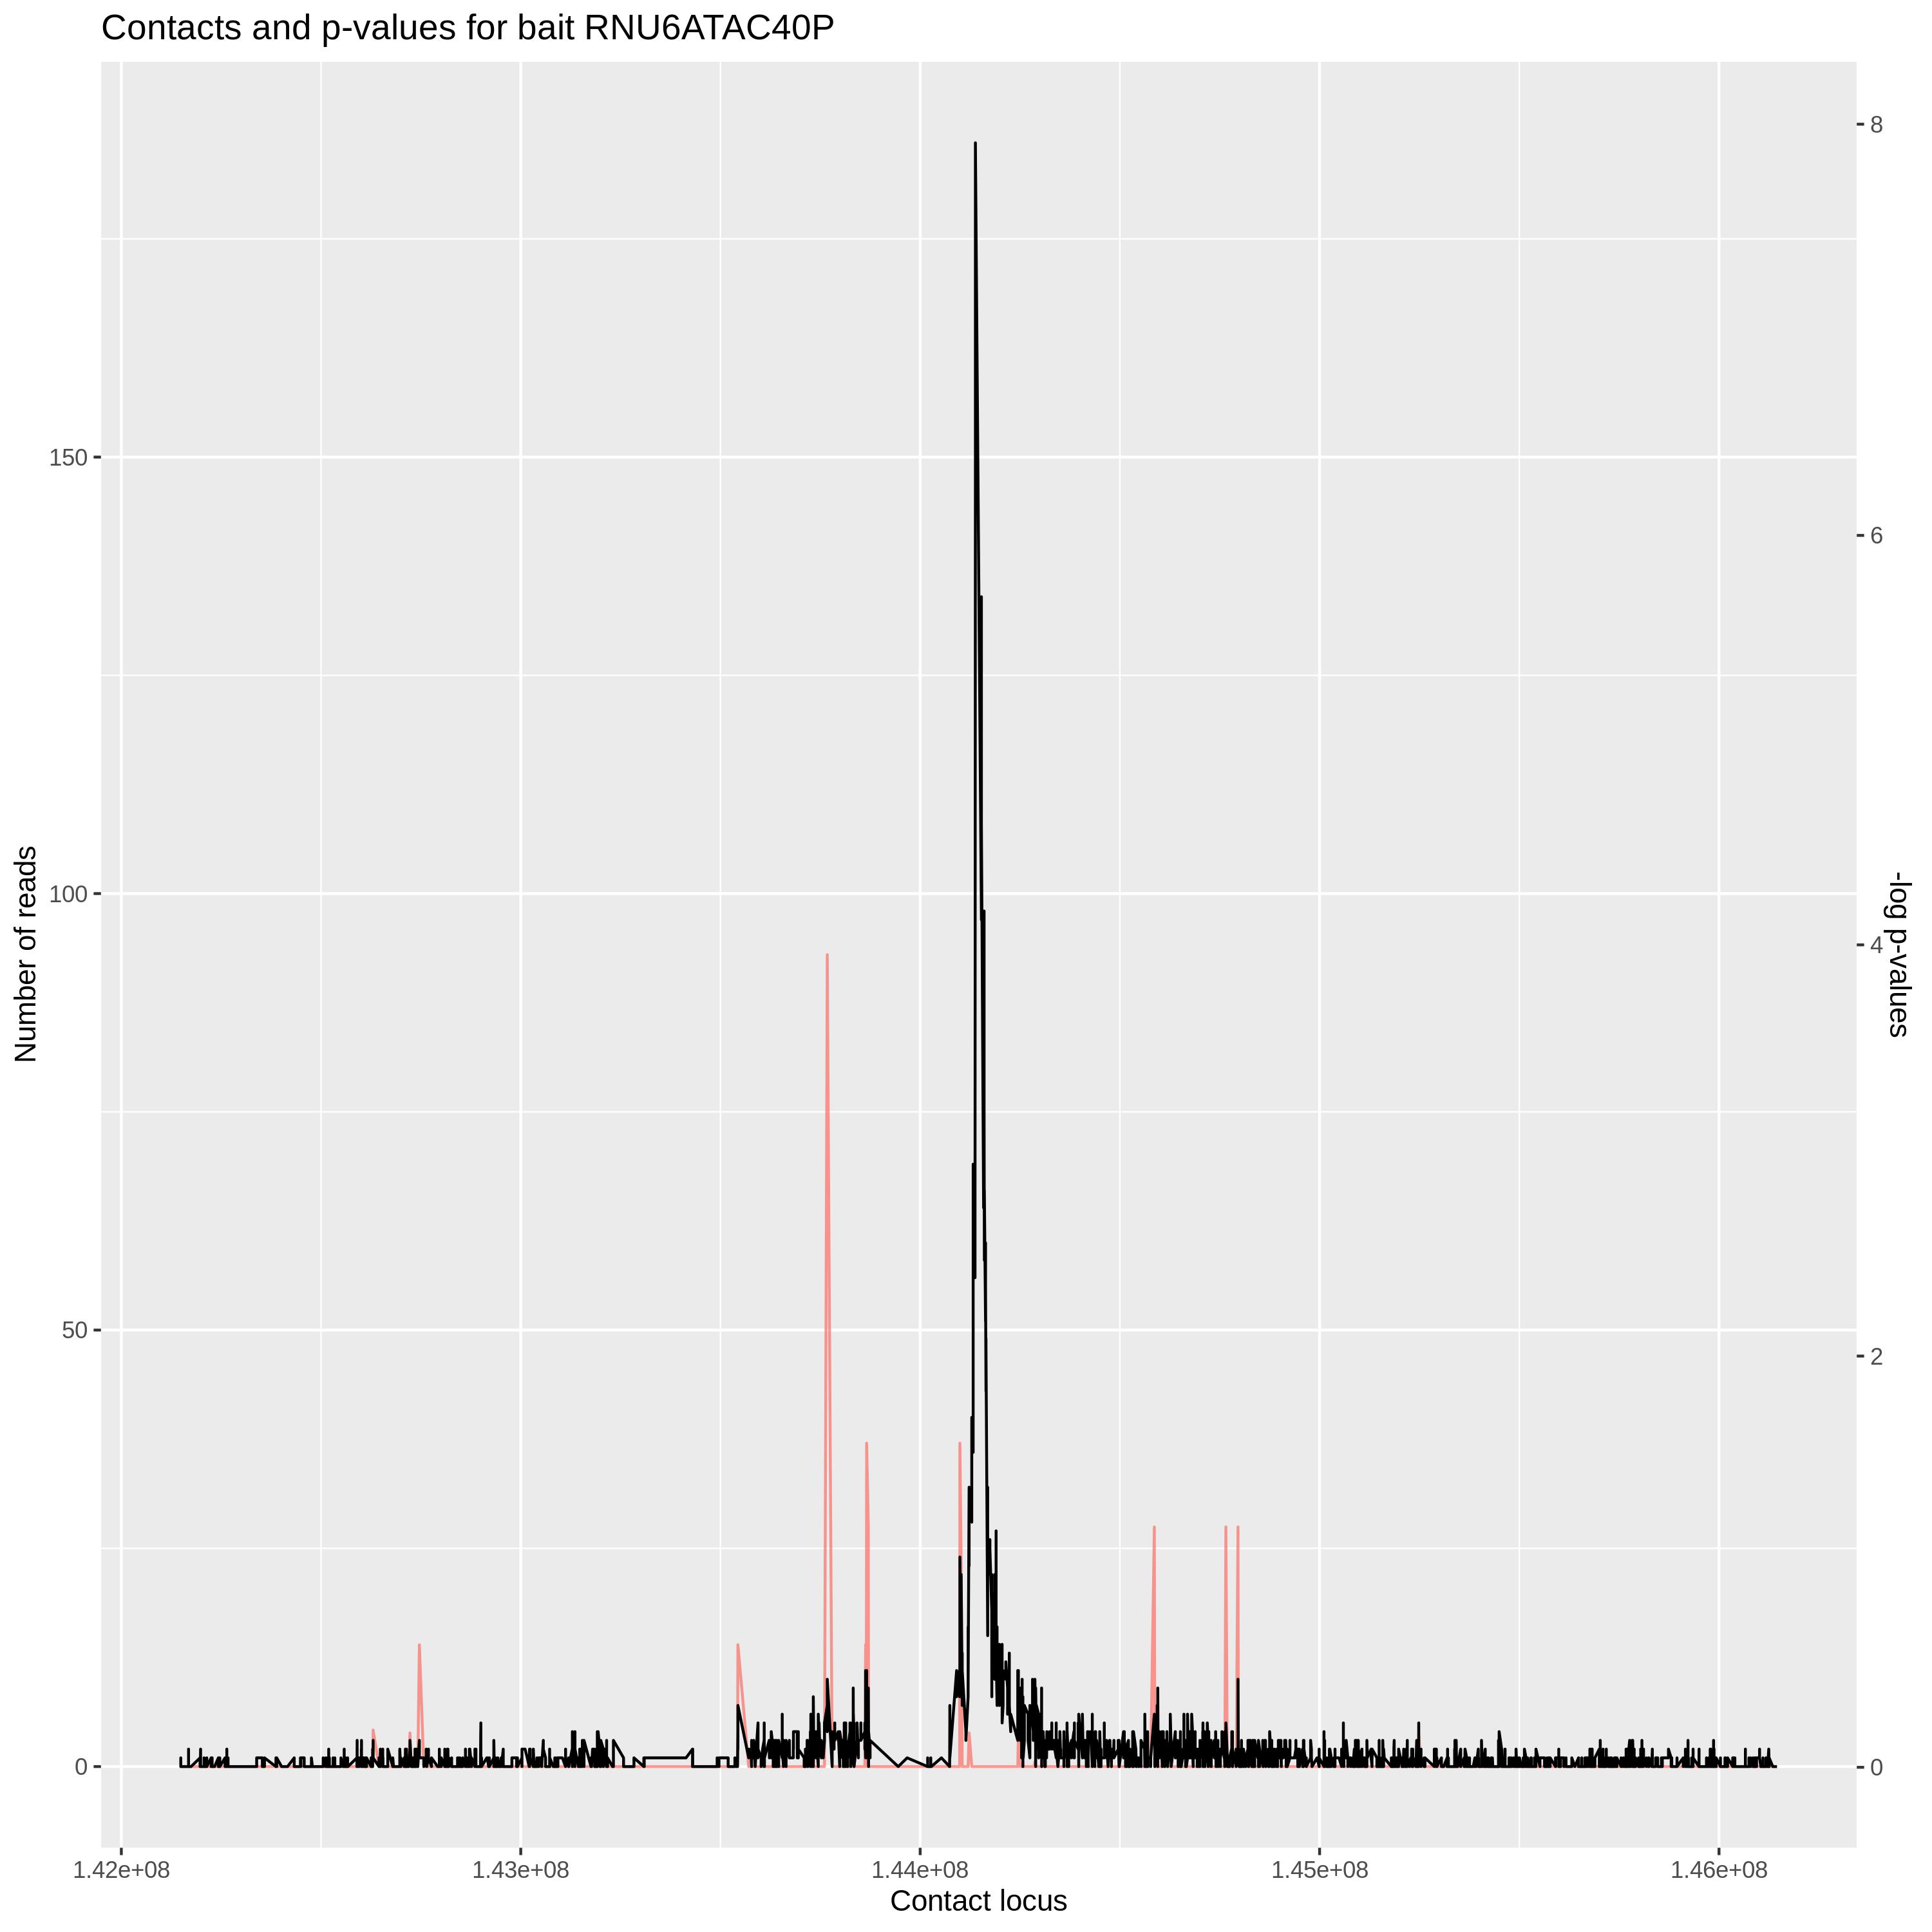 Contacts and p-values for bait RNU6ATAC40P
8
150
6
100
4
Number of reads
-log p-values
50
2
0
0
1.42e+08
1.43e+08
1.44e+08
1.45e+08
1.46e+08
Contact locus